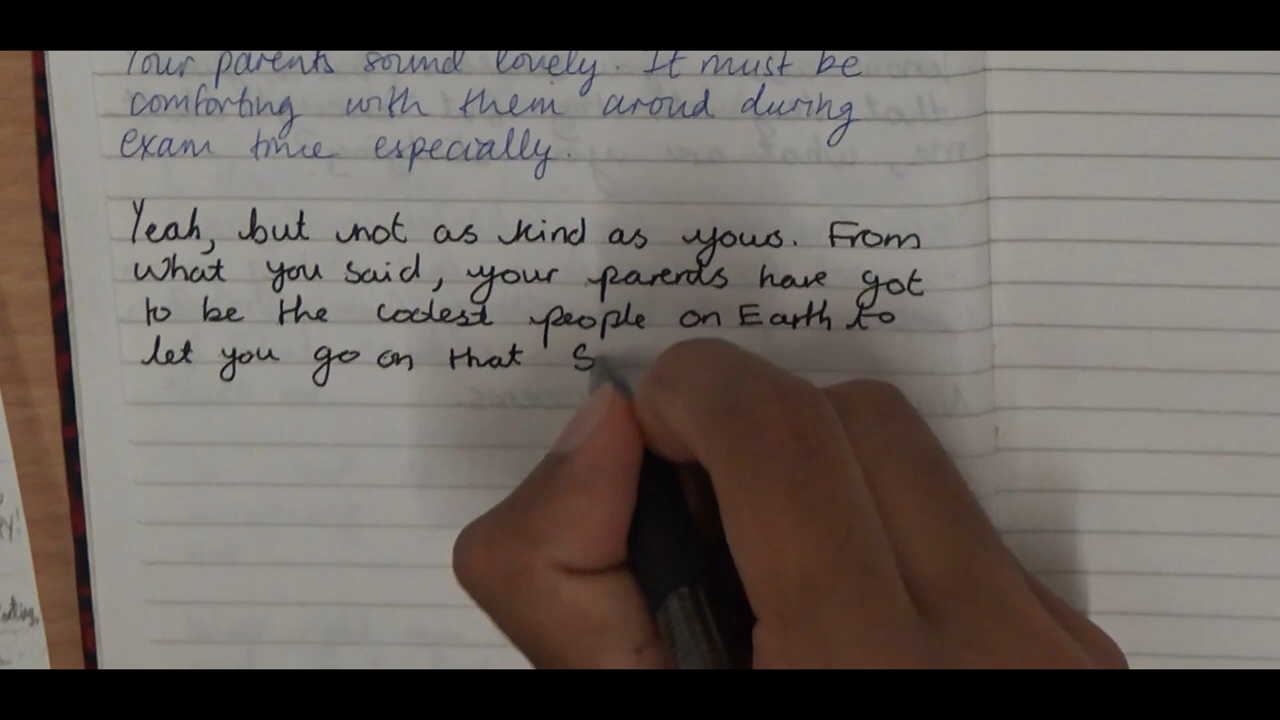 Your parents sound lovely. It must be
comforting with them aroud during
exam time especially.
Yeah, but not as kind as yours. From
what you said, your parents have got
to be the coolest people on Earth to
let you go on that S